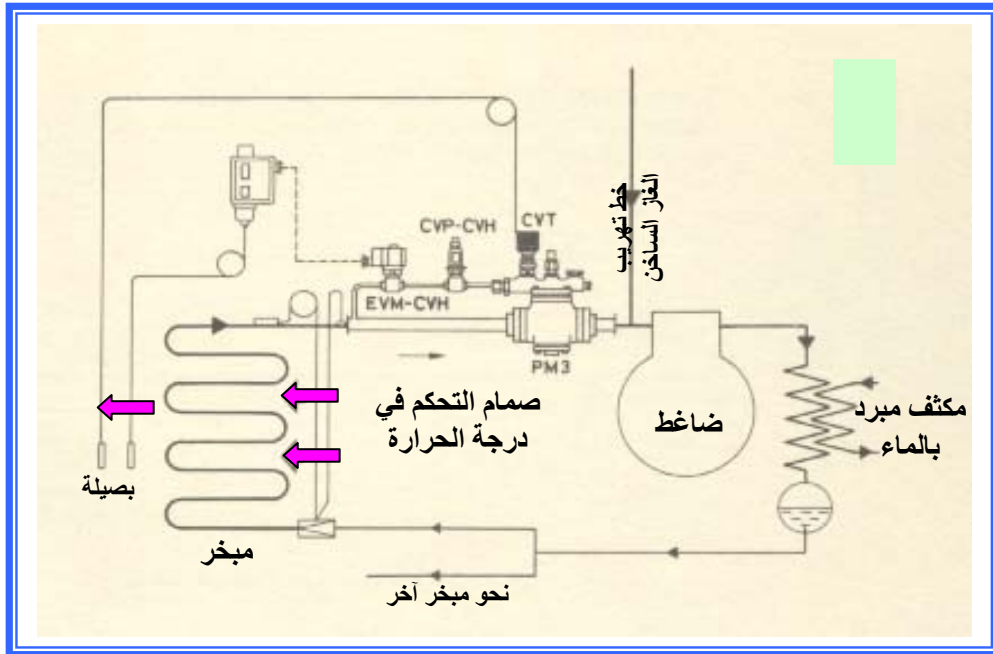 خط تهريب
الغاز الساخن
CVP-CVH
CVT
EVM-CVH
PM3
صمام التحكم في
درجة الحرارة
ضاغط
مكثف مبرد
بالماء
بصيلة
مبخر
نحو مبخر آخر